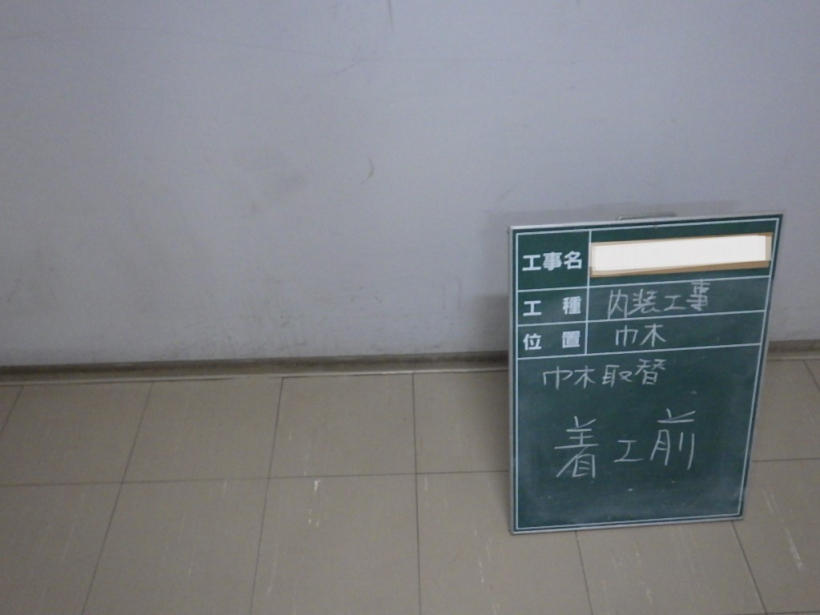 工事名
工種 内装工事
位置 巾木
巾木取替
着工前